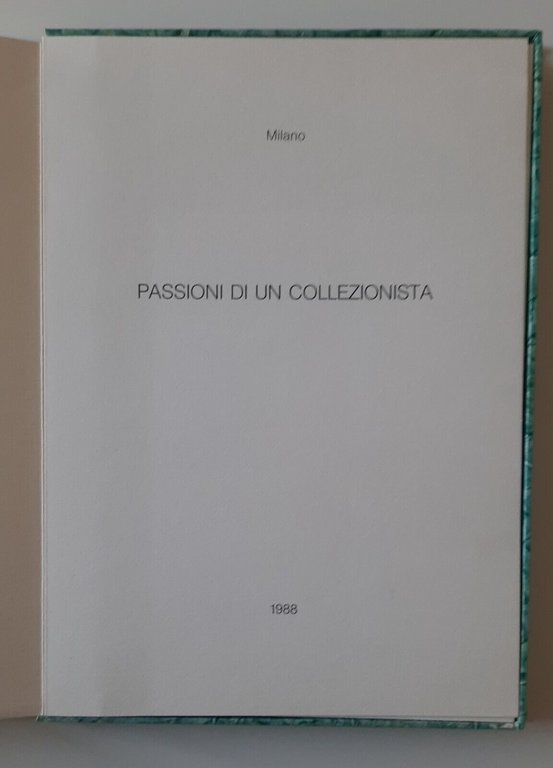 Milano
PASSIONI DI UN COLLEZIONISTA
1988